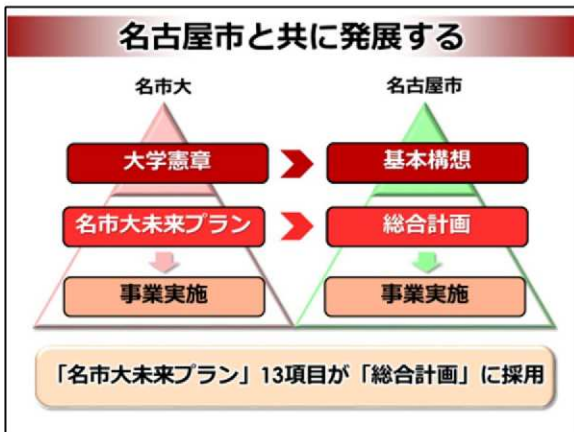 名古屋市と共に発展する
名市大
名古屋市
大学憲章
基本構想
名市大未来プラン
総合計画
事業実施
事業実施
「名市大未来プラン」13項目が「総合計画」に採用